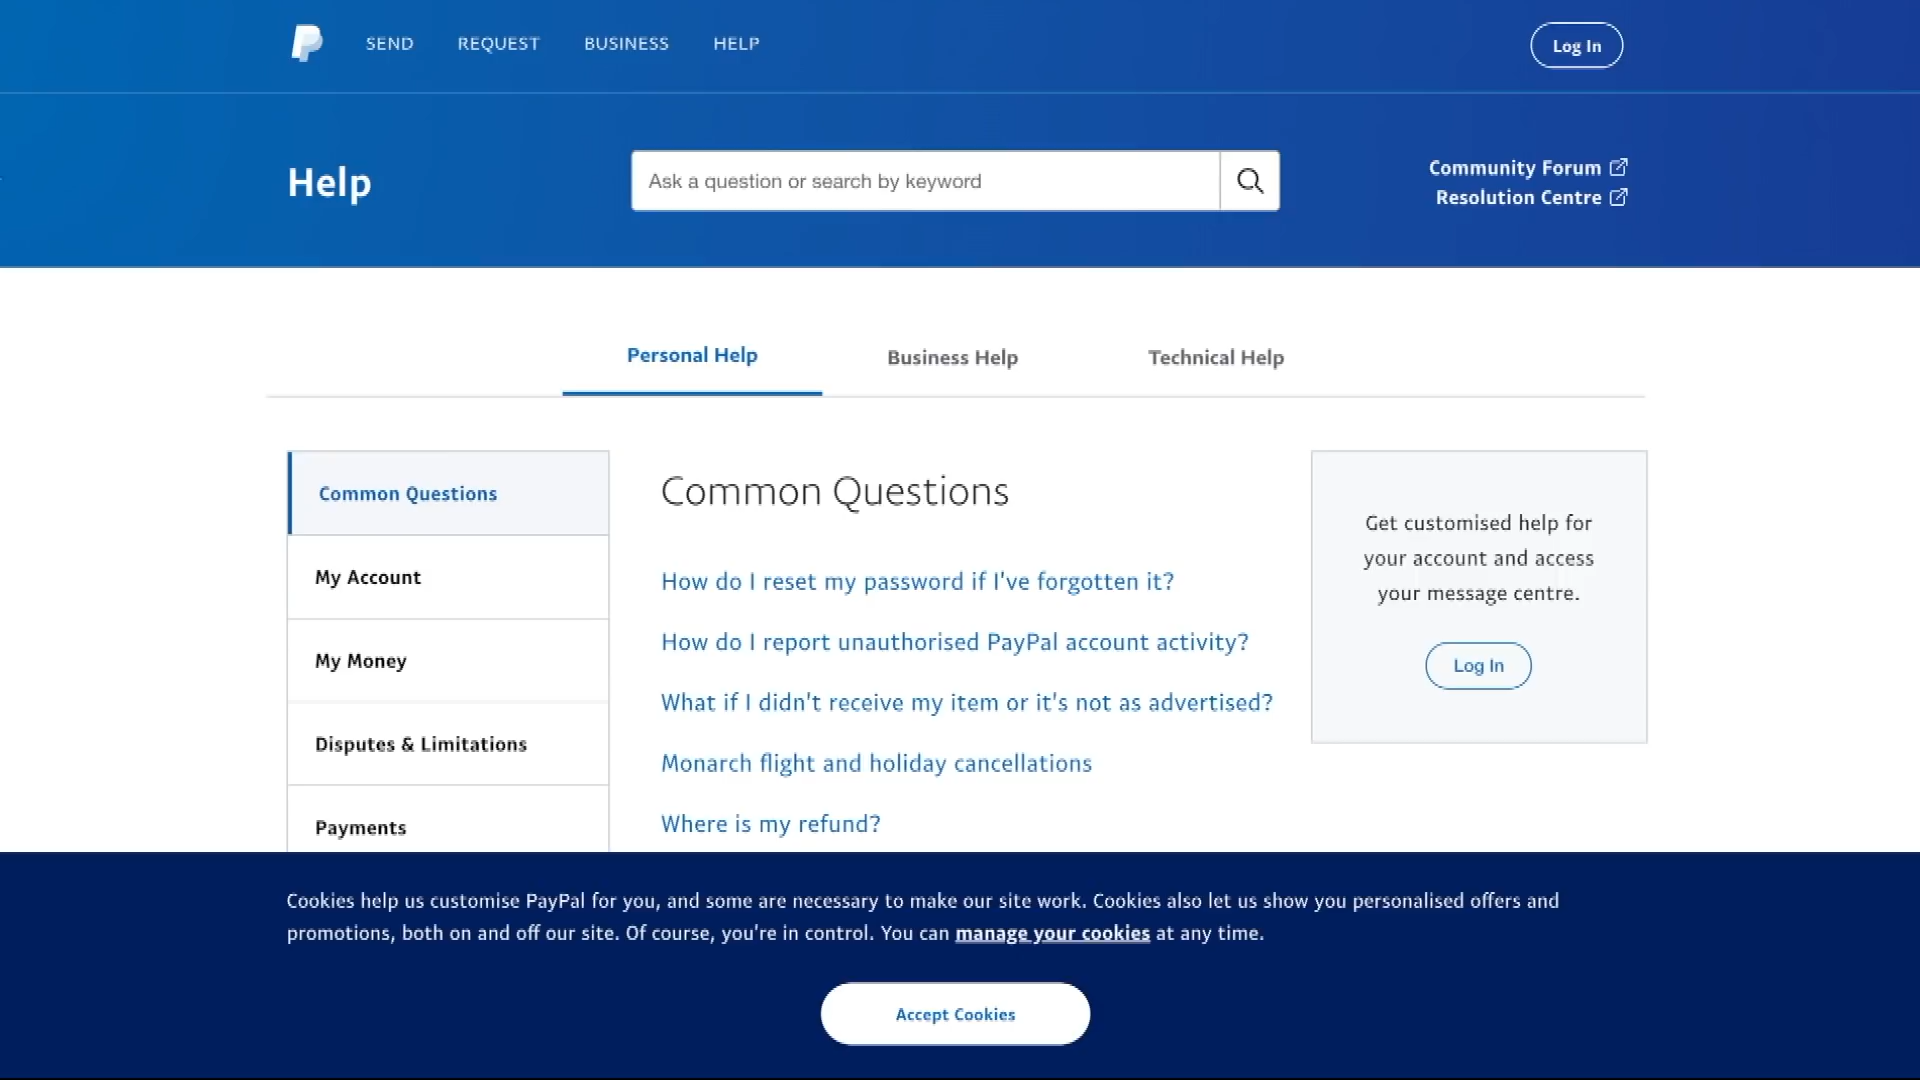 SEND REQUEST BUSINESS HELP
Log In
Help
Ask a question or search by keyword
Community Forum
Resolution Centre
Personal Help
Business Help
Technical Help
Common Questions
My Account
My Money
Disputes & Limitations
Payments
Common Questions
How do I reset my password if I've forgotten it?
How do I report unauthorised PayPal account activity?
What if I didn't receive my item or it's not as advertised?
Monarch flight and holiday cancellations
Where is my refund?
Get customised help for
your account and access
your message centre.
Log In
Cookies help us customise PayPal for you, and some are necessary to make our site work. Cookies also let us show you personalised offers and
promotions, both on and off our site. Of course, you're in control. You can manage your cookies at any time.
Accept Cookies